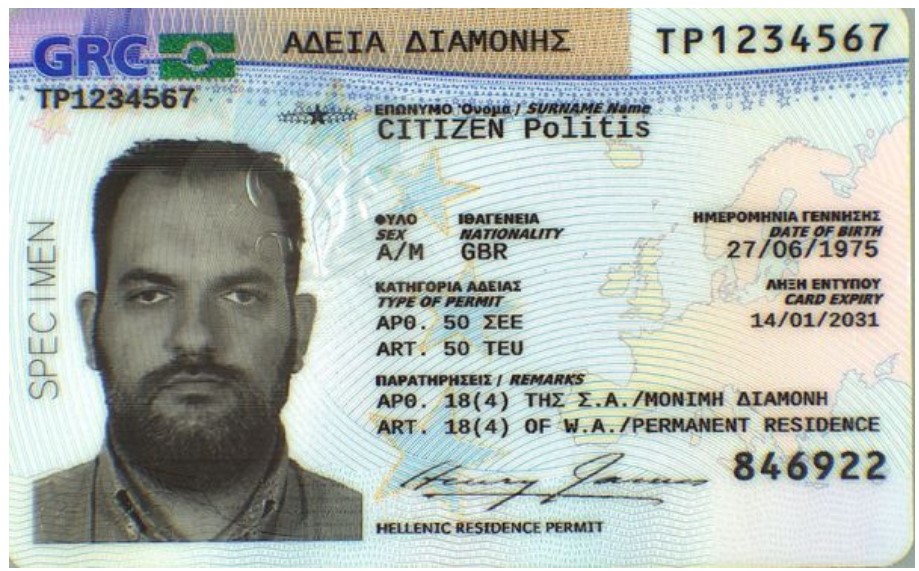 GRC
ΑΔΕΙΑ ΔΙΑΜΟΝΗΣ
TP1234567
TP1234567
ΕΠΩΝΥΜΟ Όνομα / SURNAME Name
CITIZEN Politis
ΦΥΛΟ ΙΘΑΓΕΝΕΙΑ ΗΜΕΡΟΜΗΝΙΑ ΓΕΝΝΗΣΗΣ
SEX NATIONALITY DATE OF BIRTH
Α/M GBR 27/06/1975
ΚΑΤΗΓΟΡΙΑ ΑΔΕΙΑΣ ΛΗΞΗ ΕΝΤΥΠΟΥ
TYPE OF PERMIT CARD EXPIRY
ΑΡΘ. 50 ΣΕΕ 14/01/2031
ART. 50 TEU
ΠΑΡΑΤΗΡΗΣΕΙΣ / REMARKS
ΑΡΘ. 18(4) ΤΗΣ Σ.Α./ΜΟΝΙΜΗ ΔΙΑΜΟΝΗ
ART. 18(4) OF W.A./PERMANENT RESIDENCE
Henry James
846922
HELLENIC RESIDENCE PERMIT
SPECIMEN